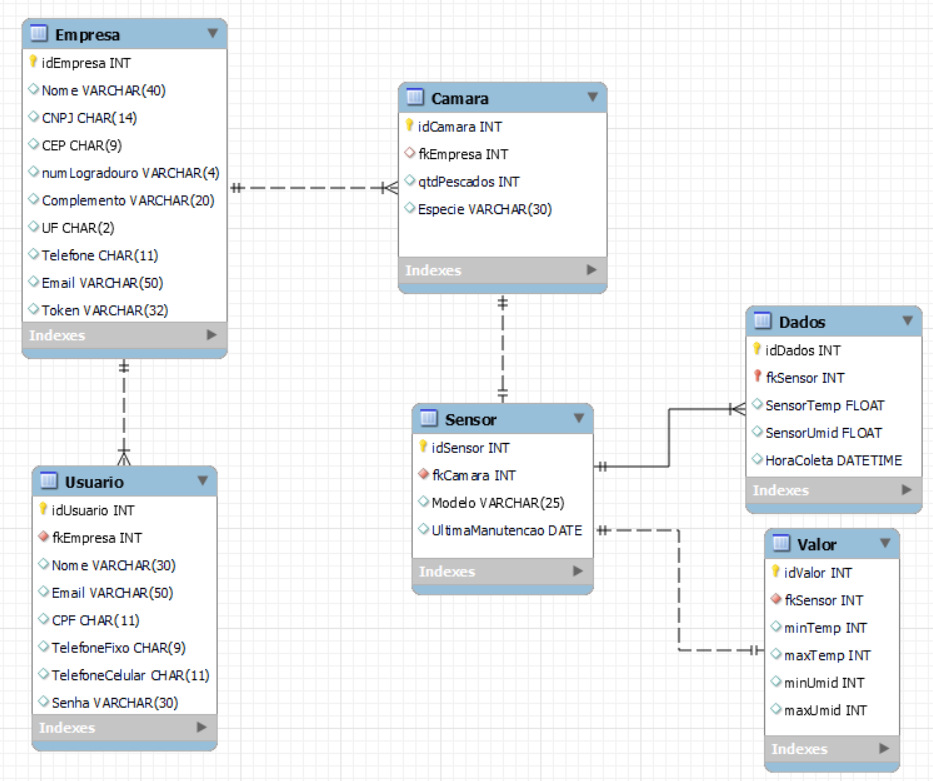 Empresa
idEmpresa INT
Nome VARCHAR(40)
CNPJ CHAR(14)
CEP CHAR(9)
numLogradouro VARCHAR(4)
Complemento VARCHAR(20)
UF CHAR(2)
Telefone CHAR(11)
Email VARCHAR(50)
Token VARCHAR(32)
Indexes
Camara
idCamara INT
fkEmpresa INT
qtdPescados INT
Especie VARCHAR(30)
Indexes
Dados
idDados INT
fkSensor INT
SensorTemp FLOAT
SensorUmid FLOAT
HoraColeta DATETIME
Indexes
Sensor
idSensor INT
fkCamara INT
Modelo VARCHAR(25)
UltimaManutencao DATE
Indexes
Usuario
idUsuario INT
fkEmpresa INT
Nome VARCHAR(30)
Email VARCHAR(50)
CPF CHAR(11)
TelefoneFixo CHAR(9)
TelefoneCelular CHAR(11)
Senha VARCHAR(30)
Indexes
Valor
idValor INT
fkSensor INT
minTemp INT
maxTemp INT
minUmid INT
maxUmid INT
Indexes